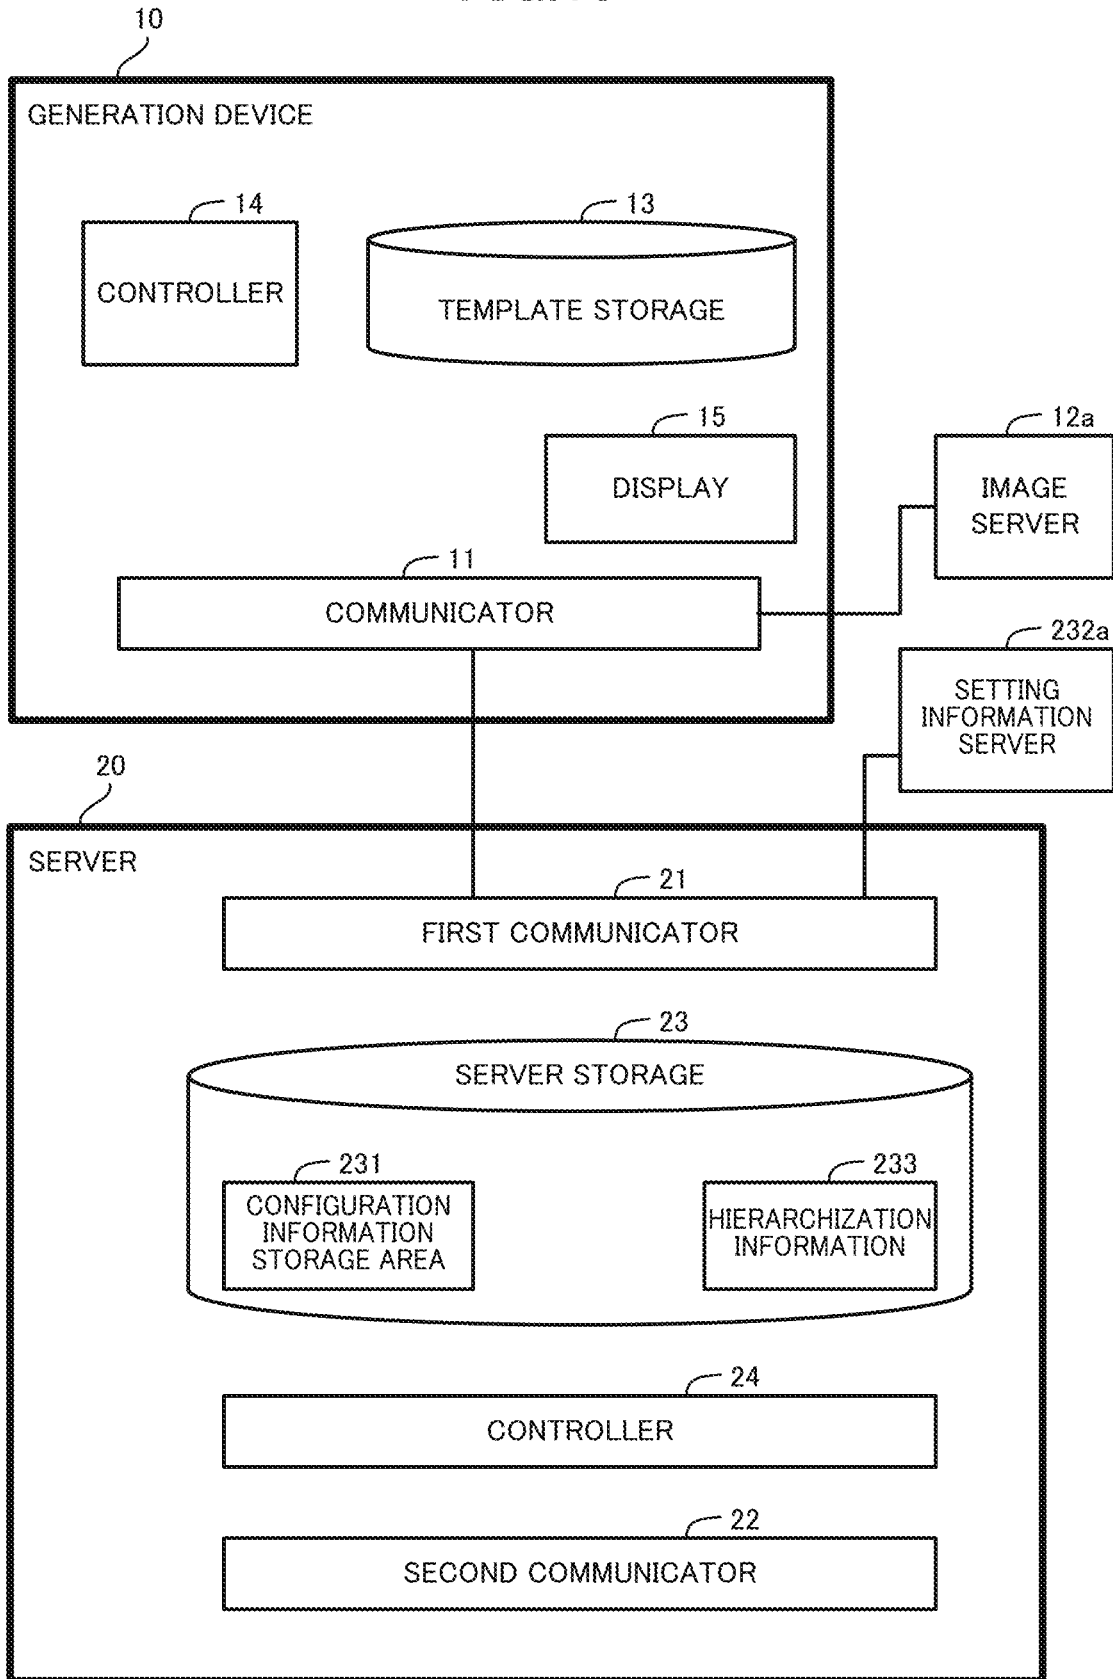 10
GENERATION DEVICE
14
CONTROLLER
13
TEMPLATE STORAGE
15
DISPLAY
12a
IMAGE
SERVER
11
COMMUNICATOR
232a
SETTING
INFORMATION
SERVER
20
SERVER
21
FIRST COMMUNICATOR
23
SERVER STORAGE
231
CONFIGURATION
INFORMATION
STORAGE AREA
233
HIERARCHIZATION
INFORMATION
24
CONTROLLER
22
SECOND COMMUNICATOR